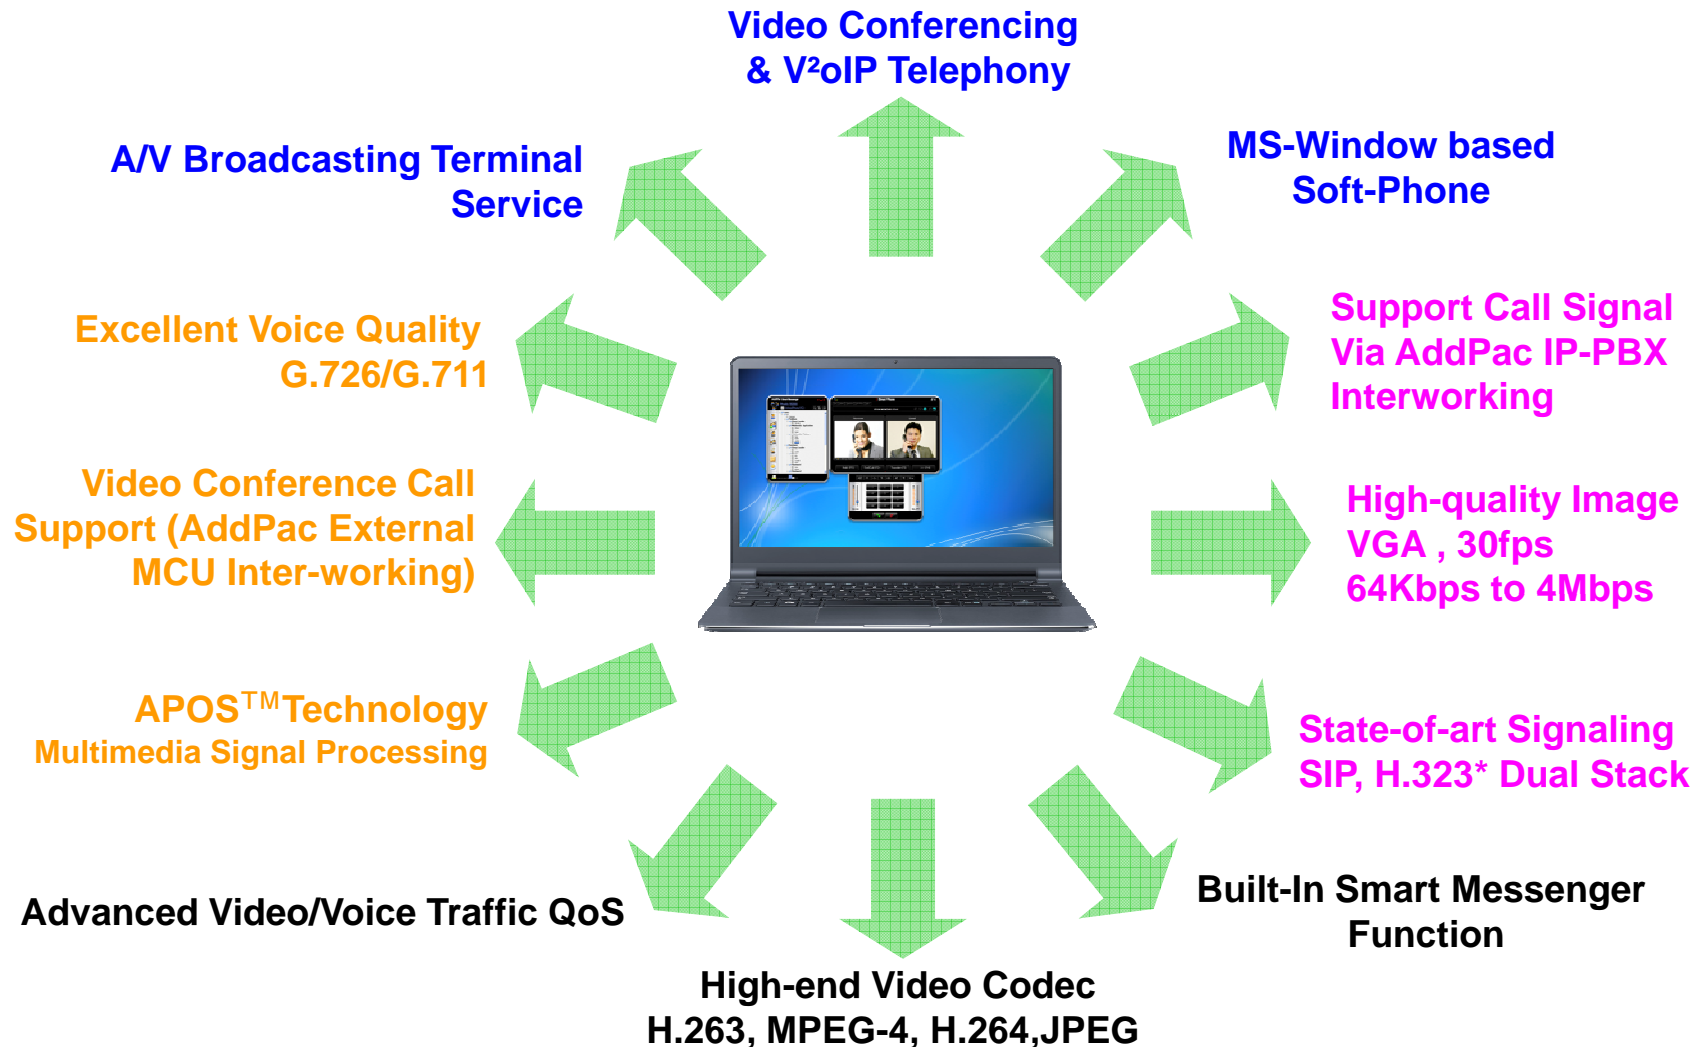 Video Conferencing
& V²oIP Telephony
A/V Broadcasting Terminal
Service
MS-Window based
Soft-Phone
Excellent Voice Quality
G.726/G.711
Support Call Signal
Via AddPac IP-PBX
Interworking
Video Conference Call
Support (AddPac External
MCU Inter-working)
High-quality Image
VGA , 30fps
64Kbps to 4Mbps
APOS™Technology
Multimedia Signal Processing
State-of-art Signaling
SIP, H.323* Dual Stack
Advanced Video/Voice Traffic QoS
Built-In Smart Messenger
Function
High-end Video Codec
H.263, MPEG-4, H.264,JPEG